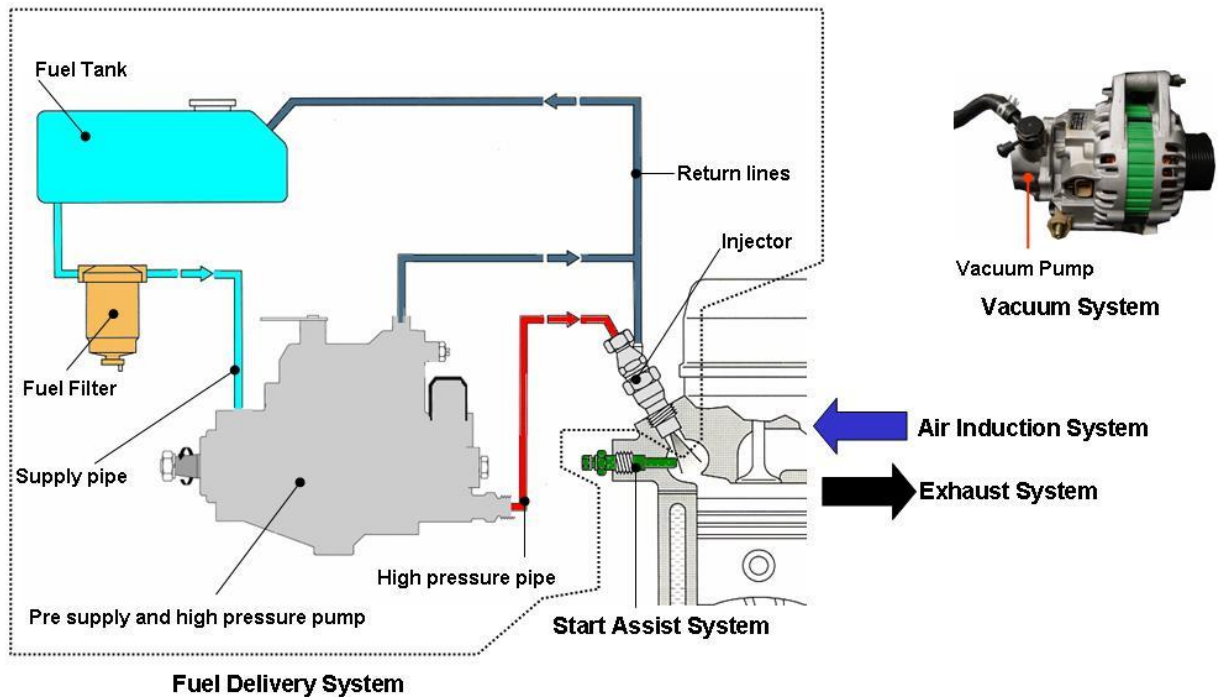 Fuel Tank
Return lines
Injector
Vacuum Pump
Vacuum System
Fuel Filter
Air Induction System
Supply pipe
Exhaust System
High pressure pipe
Pre supply and high pressure pump
Start Assist System
Fuel Delivery System